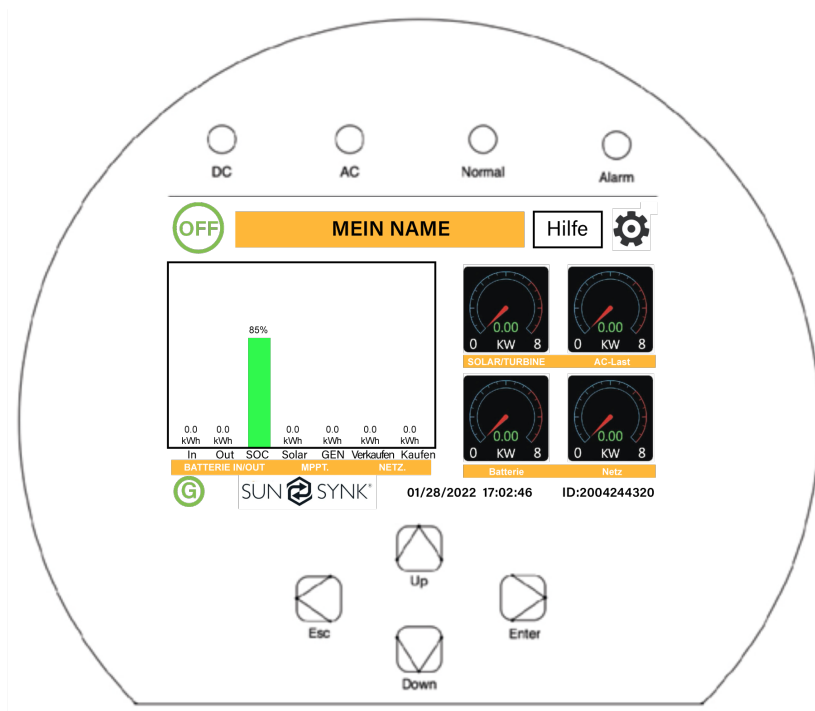 DC AC Normal Alarm
OFF MEIN NAME Hilfe
85%
0.0 0.0 0.0 0.0 0.0 0.0
kWh kWh kWh kWh kWh kWh
In Out SOC Solar GEN Verkaufen Kaufen
BATTERIE IN/OUT MPPT. NETZ.
0.00 0.00
0 KW 8 0 KW 8
SOLAR/TURBINE AC-Last
0.00 0.00
0 KW 8 0 KW 8
Batterie Netz
G SUN SYNK® 01/28/2022 17:02:46 ID:2004244320
Up
Esc Enter
Down